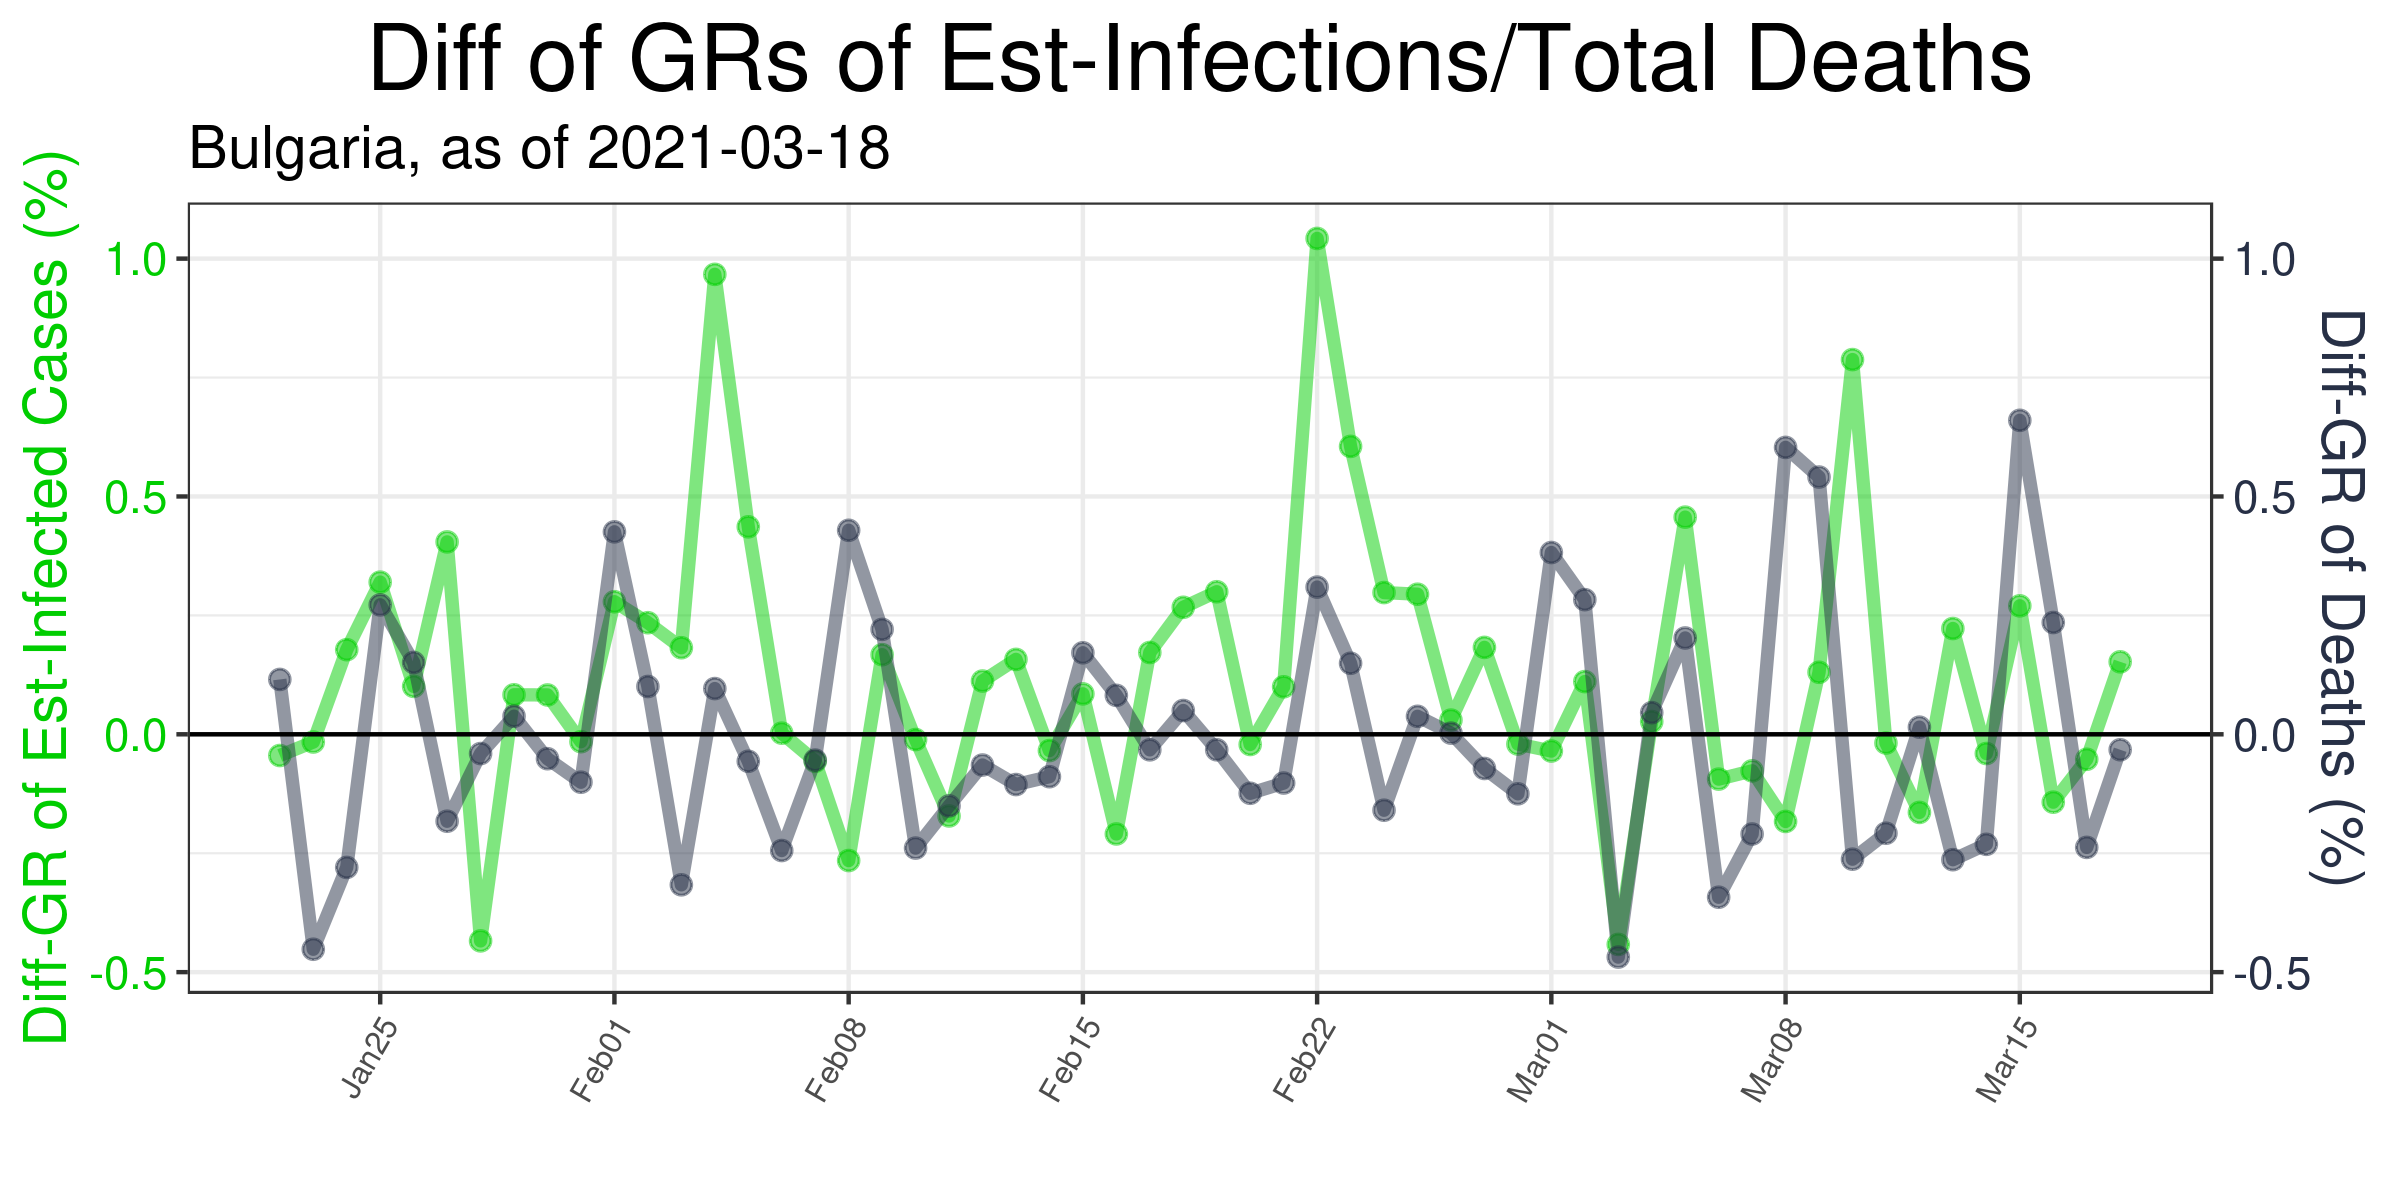 Diff of GRs of Est-Infections/Total Deaths
Bulgaria, as of 2021-03-18
Diff-GR of Est-Infected Cases (%)
1.0
0.5
0.0
-0.5
1.0
0.5
0.0
-0.5
Diff-GR of Deaths (%)
Jan25
Feb01
Feb08
Feb15
Feb22
Mar01
Mar08
Mar15